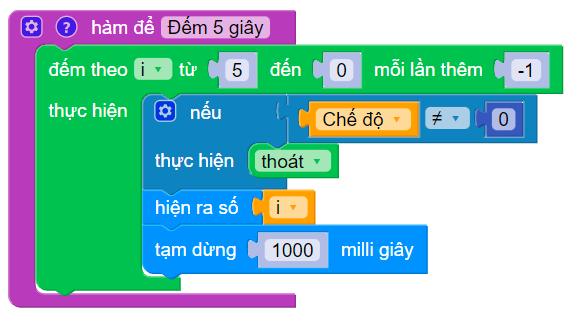 ? hàm để Đếm 5 giây
đếm theo i từ 5 đến 0 mỗi lần thêm -1
thực hiện nếu Chế độ ≠ 0
thực hiện thoát
hiện ra số i
tạm dừng 1000 milli giây